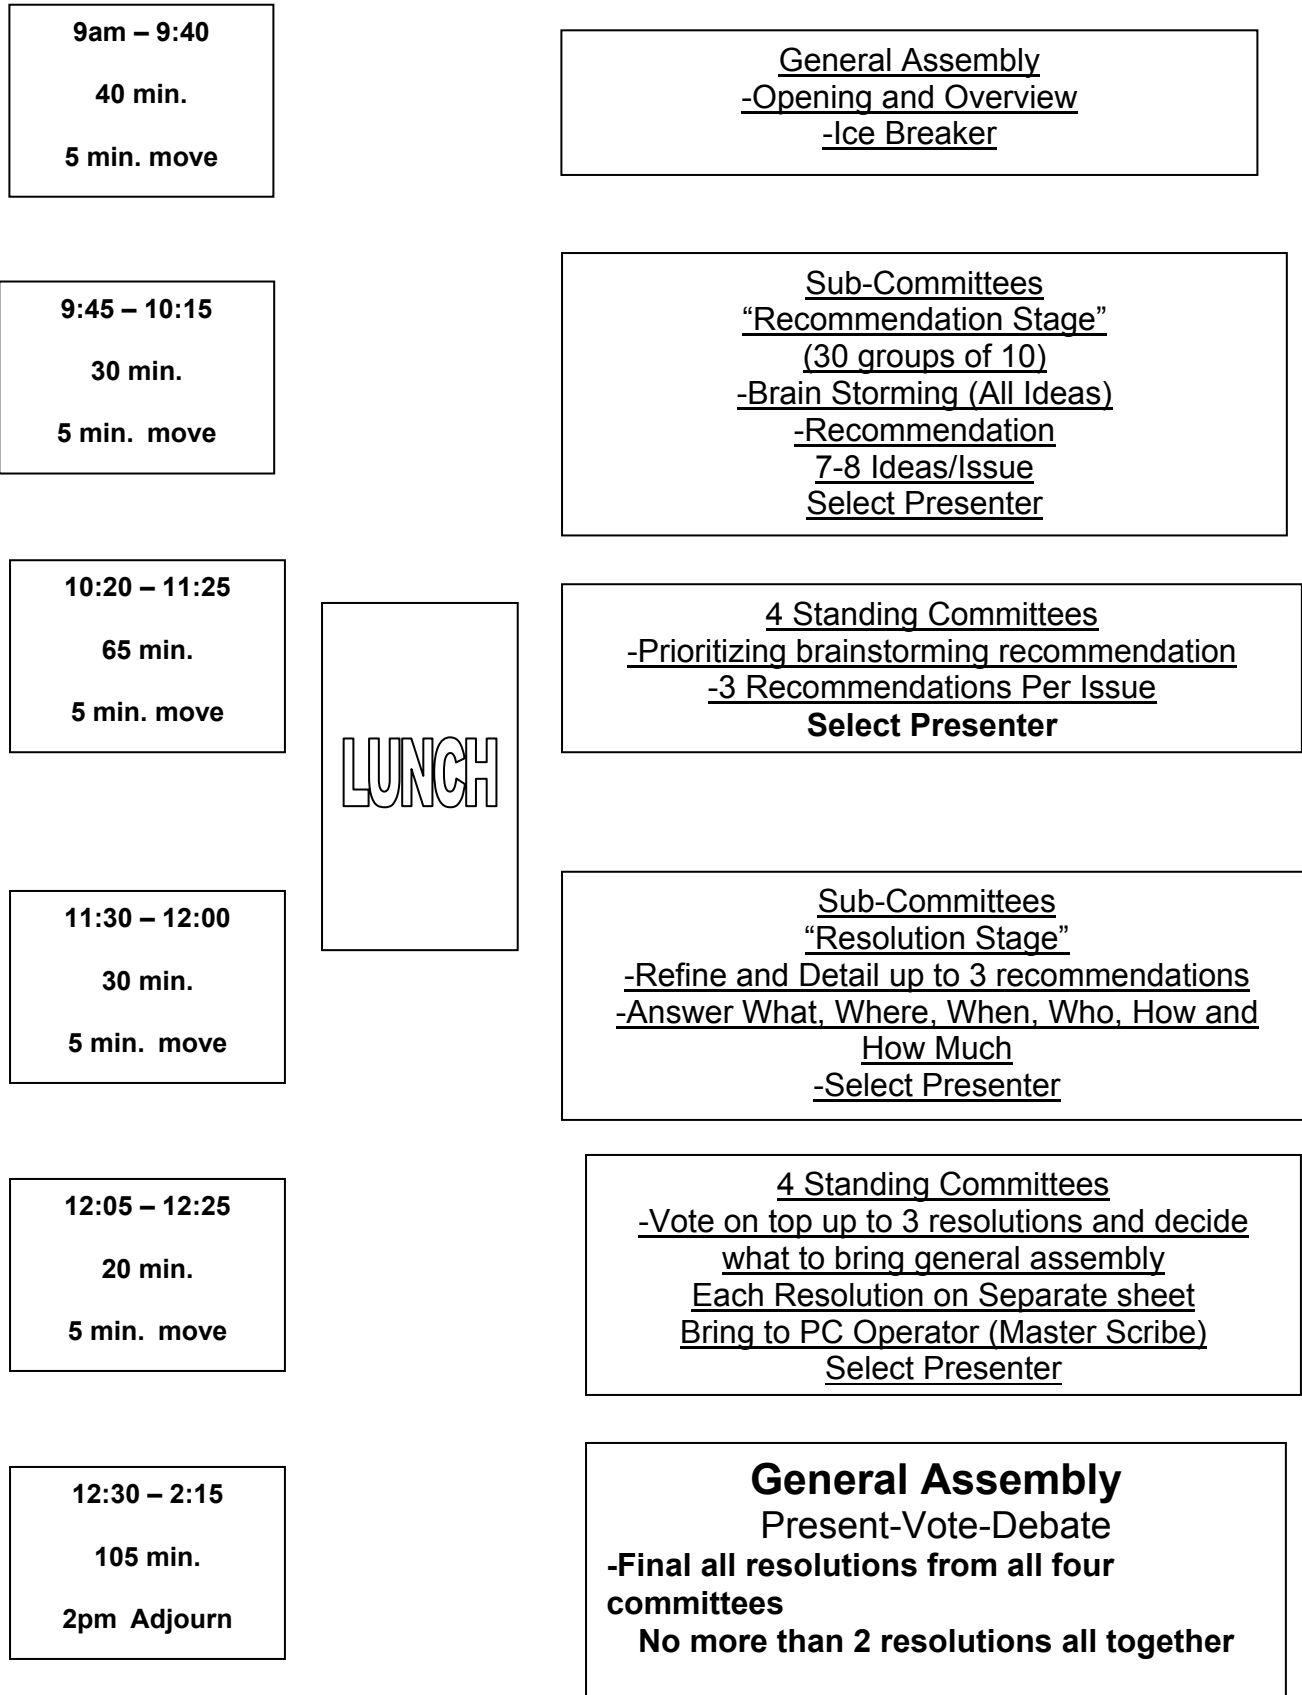 9am – 9:40
40 min.
5 min. move
General Assembly
-Opening and Overview
-Ice Breaker
9:45 – 10:15
30 min.
5 min.  move
Sub-Committees
“Recommendation Stage”
(30 groups of 10)
-Brain Storming (All Ideas)
-Recommendation
7-8 Ideas/Issue
Select Presenter
10:20 – 11:25
65 min.
5 min. move
LUNCH
4 Standing Committees
-Prioritizing brainstorming recommendation
-3 Recommendations Per Issue
Select Presenter
11:30 – 12:00
30 min.
5 min.  move
Sub-Committees
“Resolution Stage”
-Refine and Detail up to 3 recommendations
-Answer What, Where, When, Who, How and
How Much
-Select Presenter
12:05 – 12:25
20 min.
5 min.  move
4 Standing Committees
-Vote on top up to 3 resolutions and decide
what to bring general assembly
Each Resolution on Separate sheet
Bring to PC Operator (Master Scribe)
Select Presenter
12:30 – 2:15
105 min.
2pm  Adjourn
General Assembly
Present-Vote-Debate
-Final all resolutions from all four
committees
No more than 2 resolutions all together